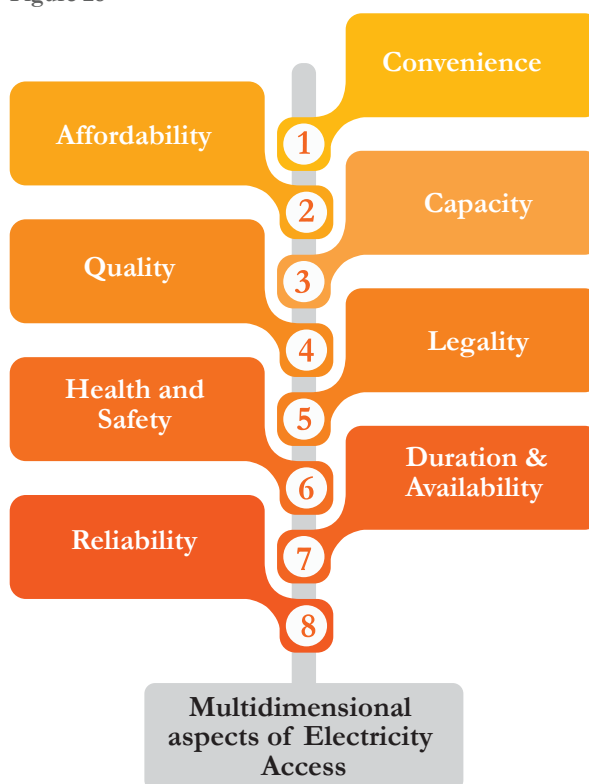 Convenience
1
Affordability
2
Capacity
3
Quality
4
Legality
5
Health and
Safety
6
Duration &
Availability
7
Reliability
8
Multidimensional
aspects of Electricity
Access